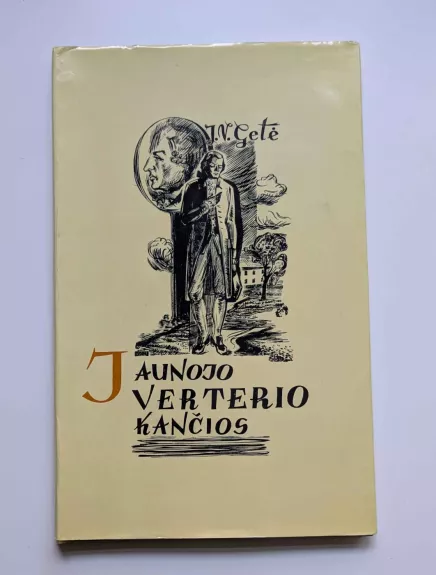 J.V. Getė
JAUNOJO
VERTERIO
KANČIOS